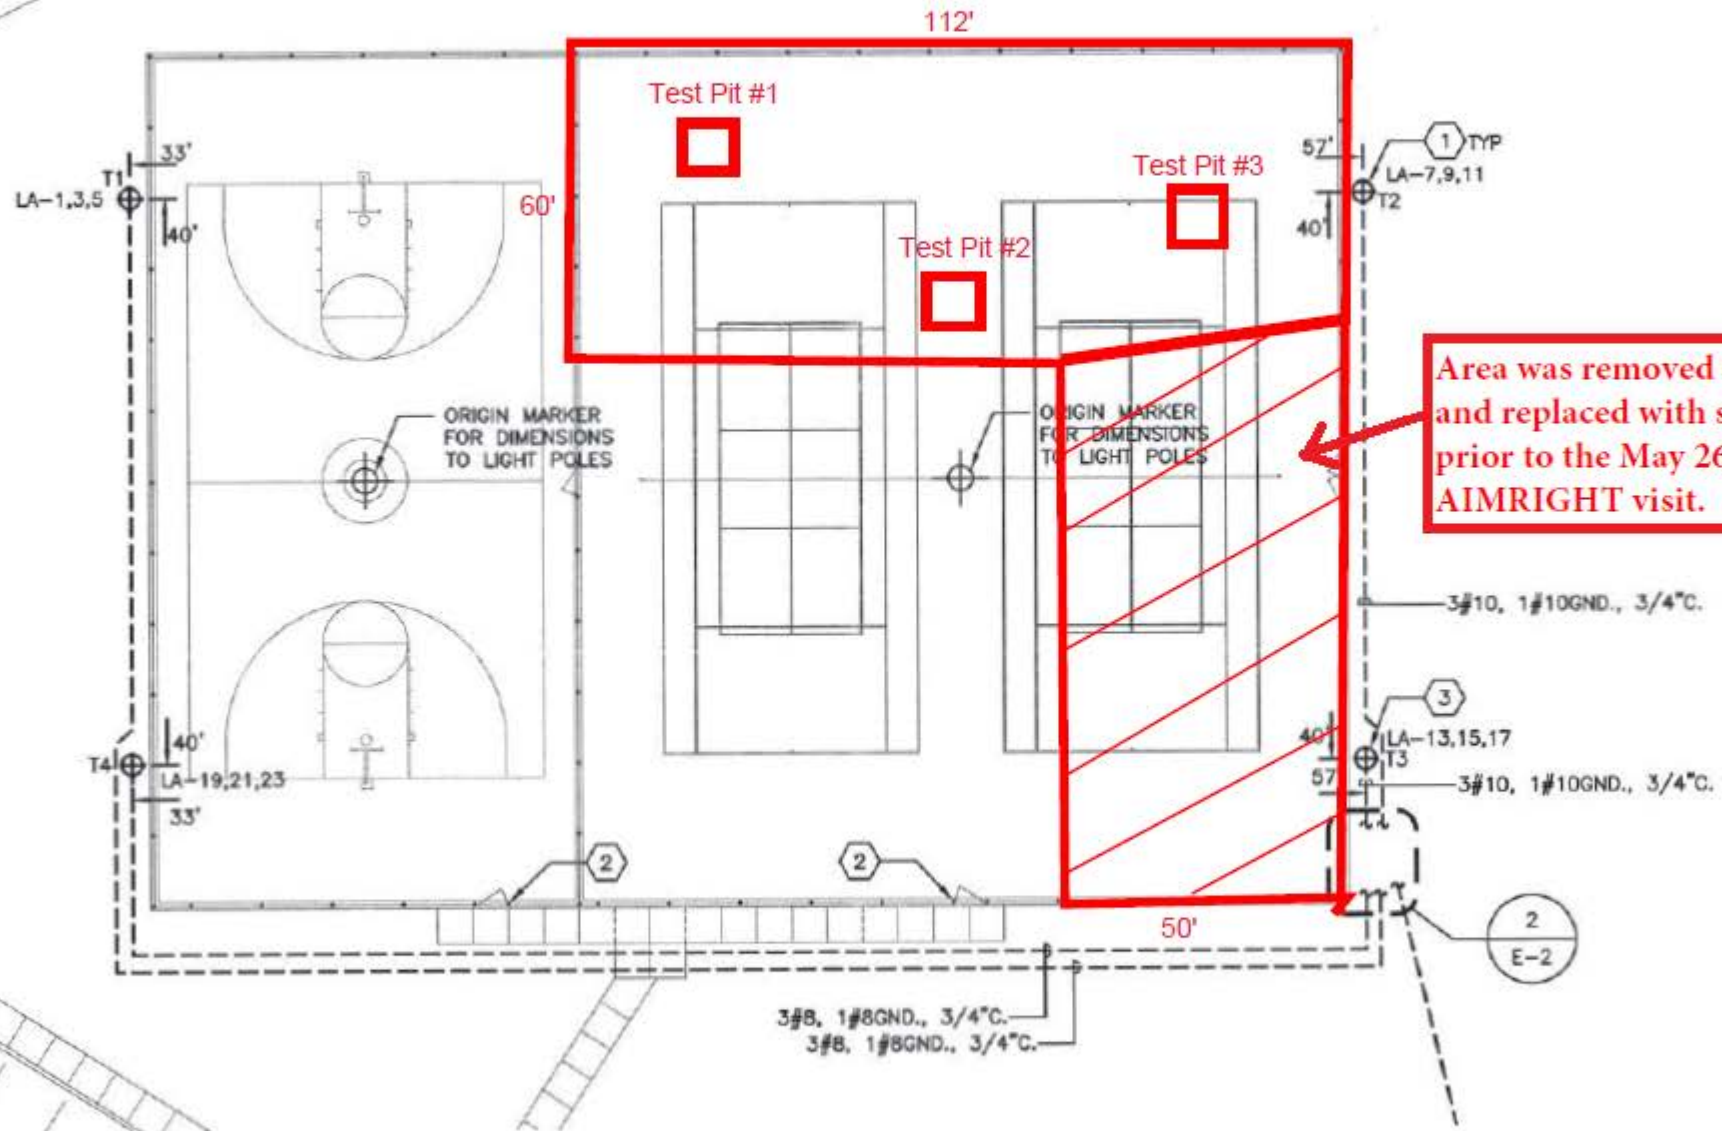 112'
Test Pit #1
33'
T1
LA-1,3,5
40'
60'
57'
1
TYP
Test Pit #3
LA-7,9,11
T2
40'
Test Pit #2
ORIGIN MARKER
FOR DIMENSIONS
TO LIGHT POLES
ORIGIN MARKER
FOR DIMENSIONS
TO LIGHT POLES
Area was removed
and replaced with s
prior to the May 26
AIMRIGHT visit.
3#10, 1#10GND., 3/4"C.
3
40'
LA-13,15,17
T3
57'
3#10, 1#10GND., 3/4"C.
40'
T4
LA-19,21,23
33'
2
2
50'
2
E-2
3#8, 1#8GND., 3/4"C.
3#8, 1#8GND., 3/4"C.